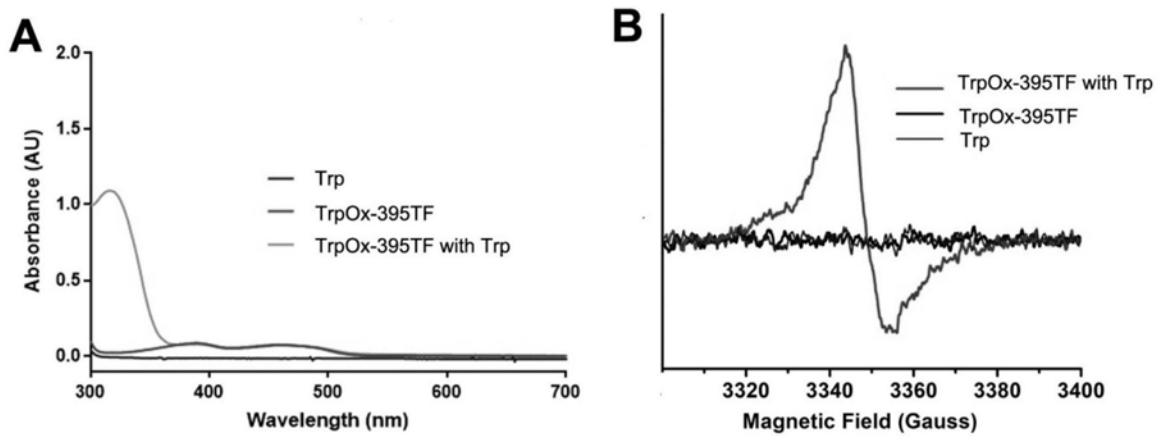 A
2.0
1.5
1.0
0.5
0.0
Absorbance (AU)
Trp
TrpOx-395TF
TrpOx-395TF with Trp
300
400
500
600
700
Wavelength (nm)
B
TrpOx-395TF with Trp
TrpOx-395TF
Trp
3320
3340
3360
3380
3400
Magnetic Field (Gauss)